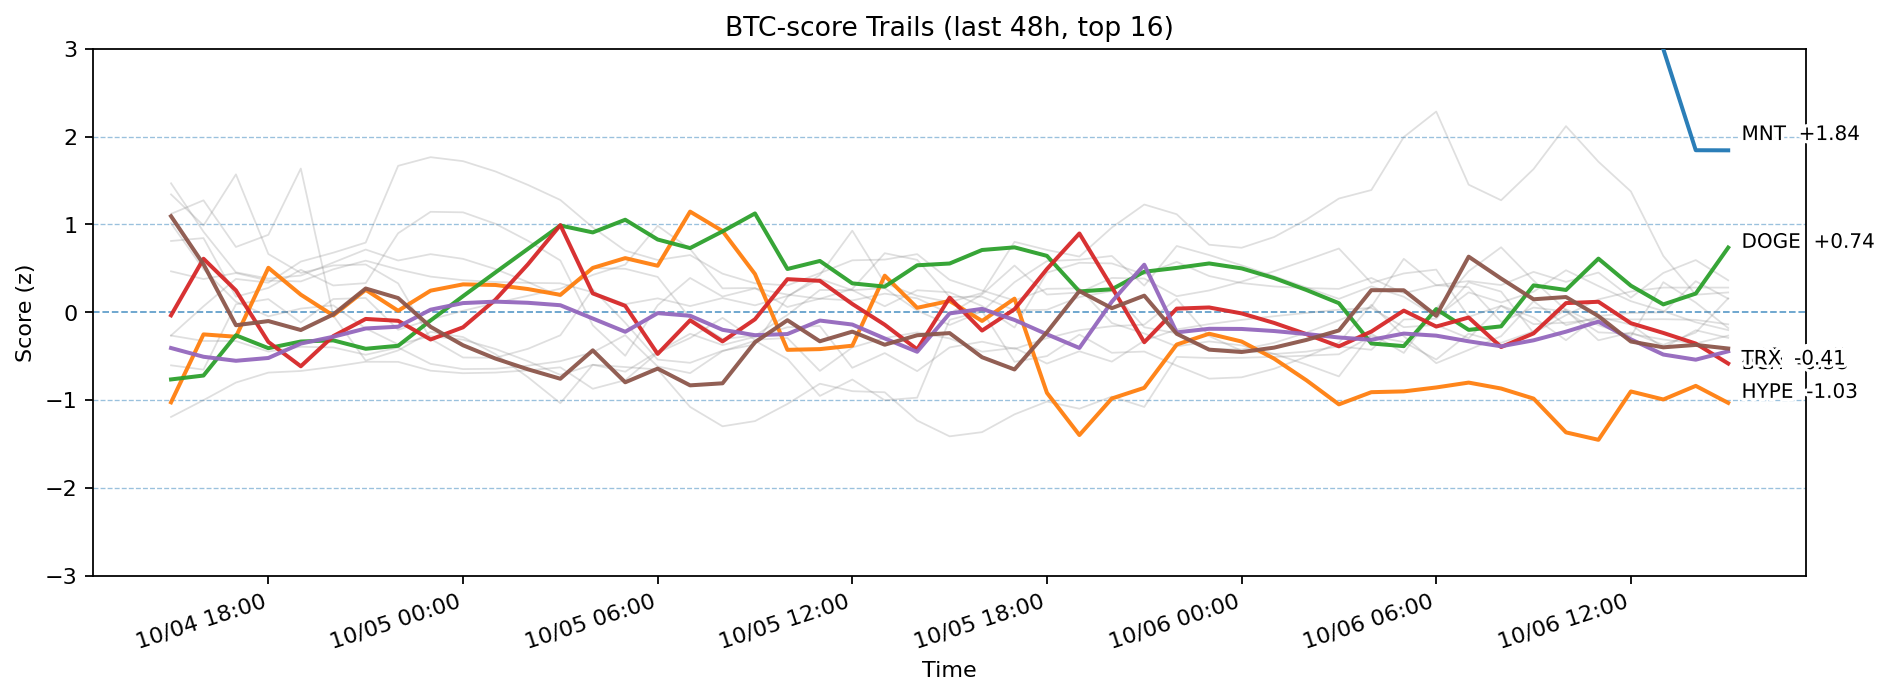 BTC-score Trails (last 48h, top 16)
Score (z)
3
2
1
0
−1
−2
−3
MNT +1.84
DOGE +0.74
TRX -0.41
HYPE -1.03
10/04 18:00
10/05 00:00
10/05 06:00
10/05 12:00
10/05 18:00
10/06 00:00
10/06 06:00
10/06 12:00
Time